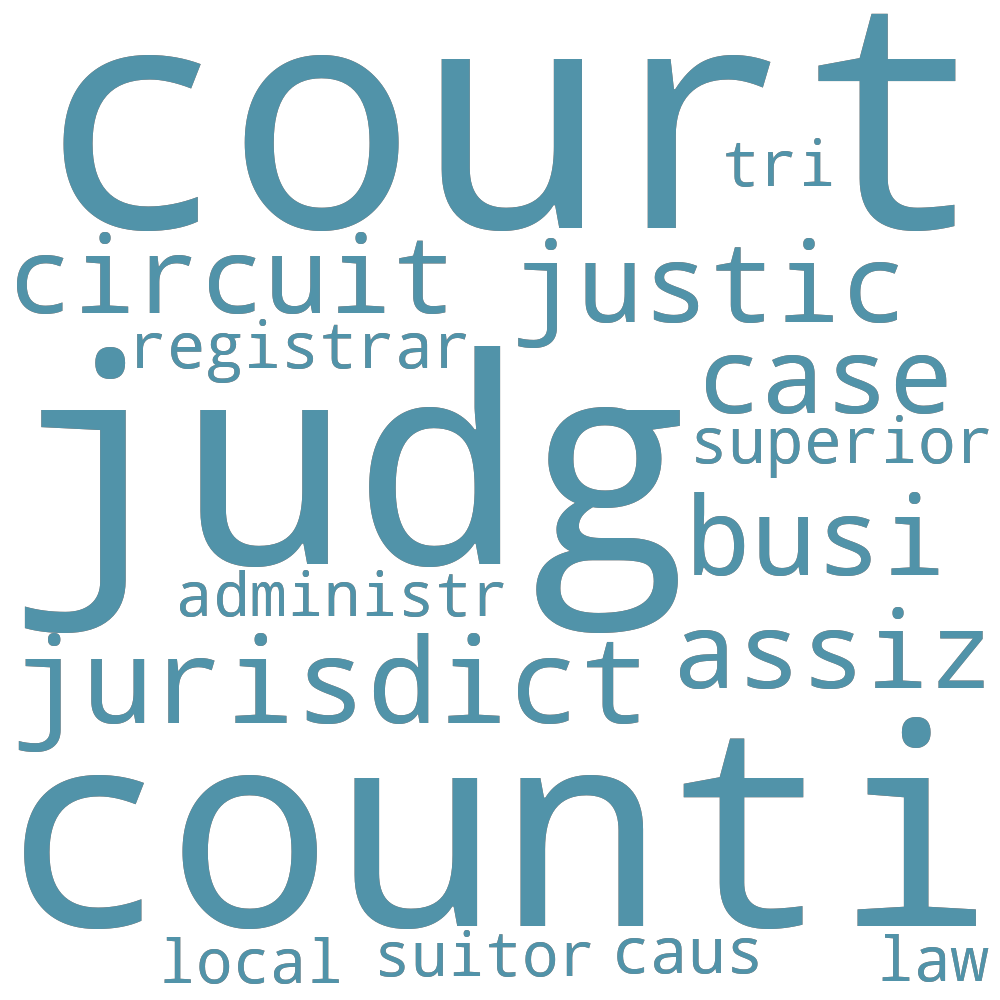 court
tri
circuit justic
registrar
case
judg
superior
busi
administr
assiz
jurisdict
counti
local suitor caus law